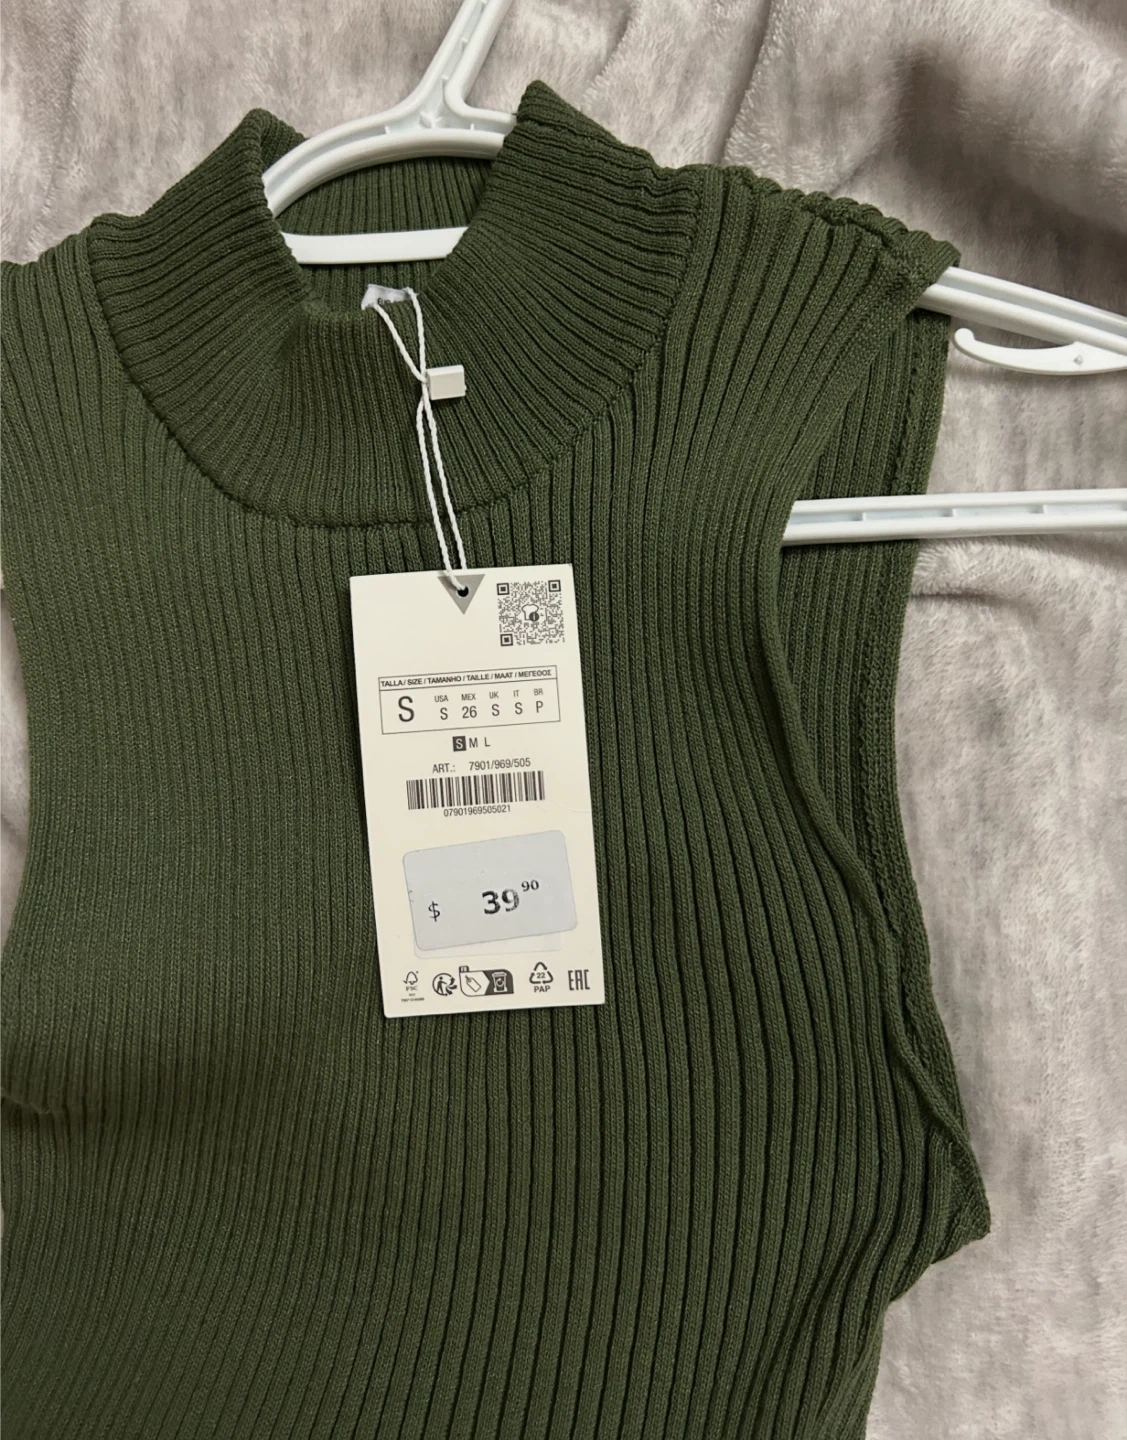 TALLA / SIZE / TAMANHO / TAILLE / MAAT / ΜΕΓΕΘΟΣ
S USA S MEX 26 UK S IT S BR P
S M L
ART.: 7901/969/505
07901969505021
$ 39 90
FSC
22
PAP
EAC